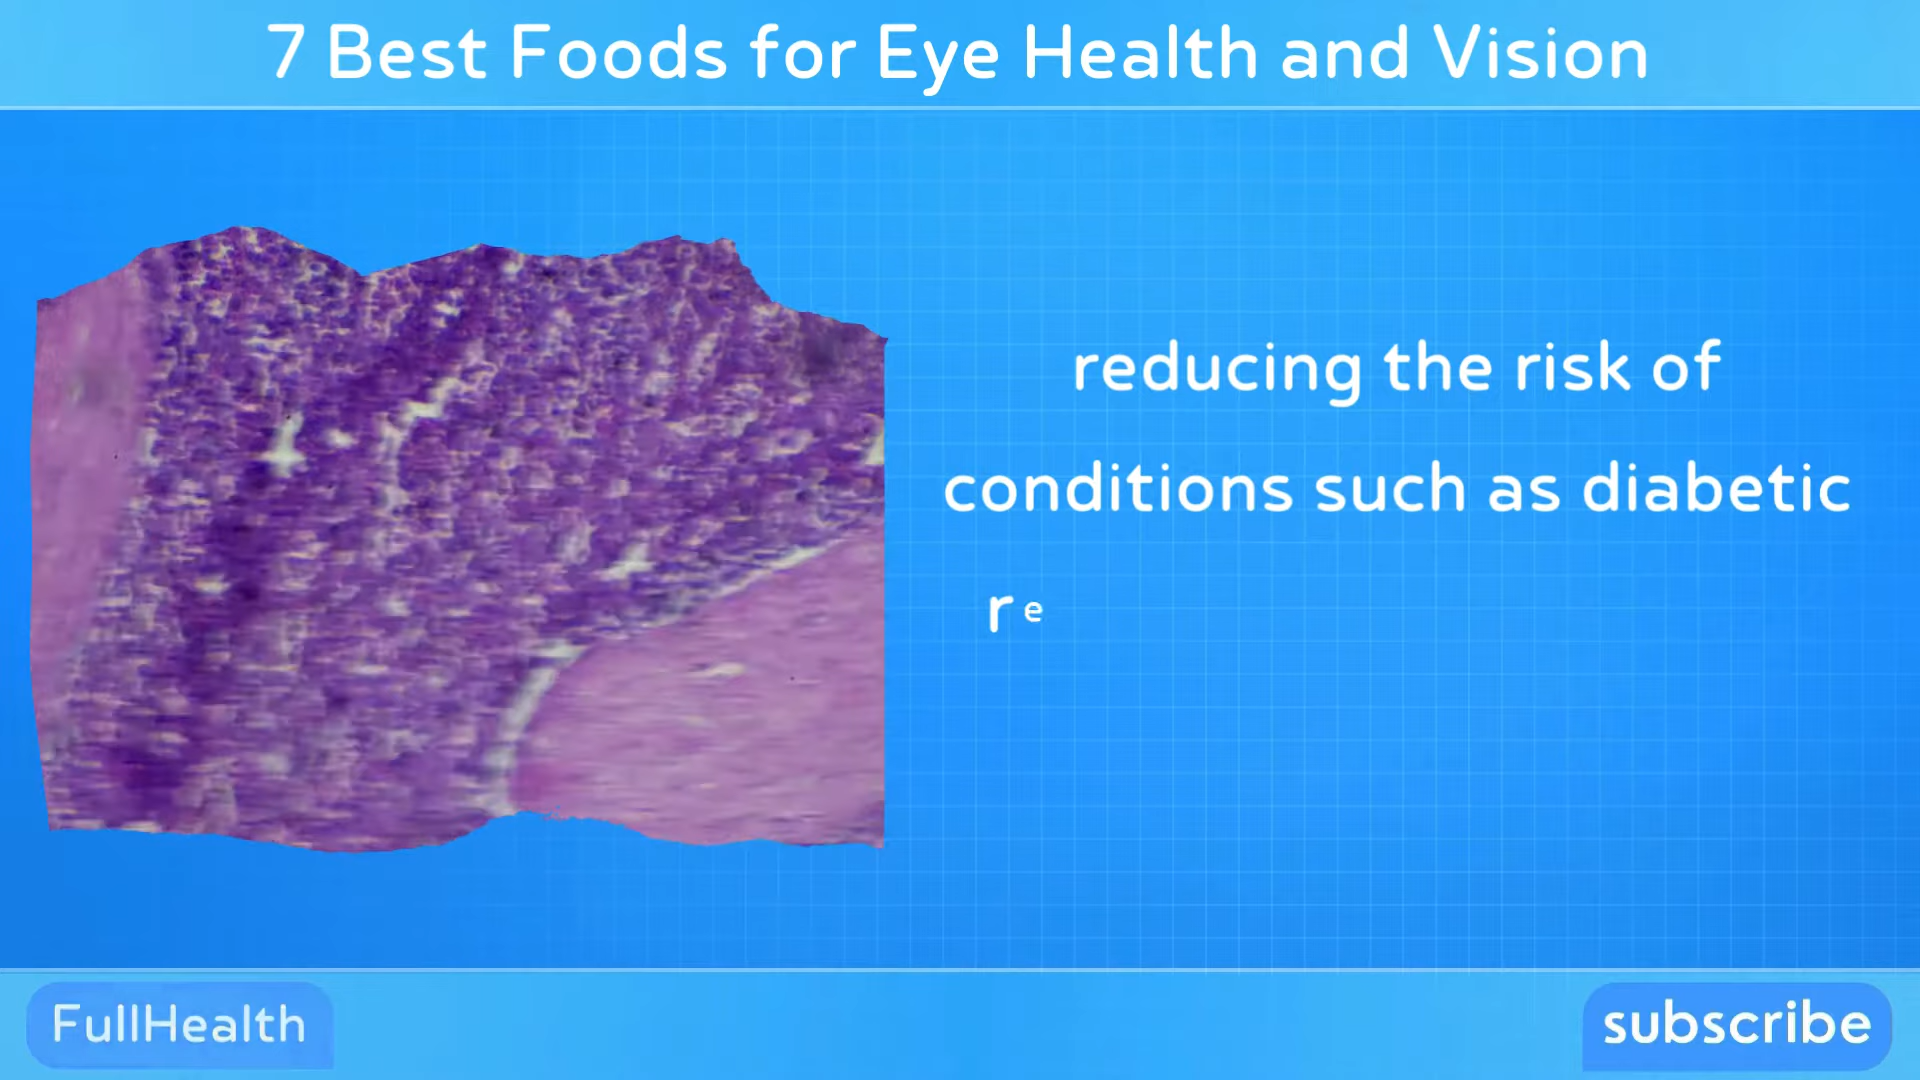 7 Best Foods for Eye Health and Vision
reducing the risk of
conditions such as diabetic
re
FullHealth
subscribe